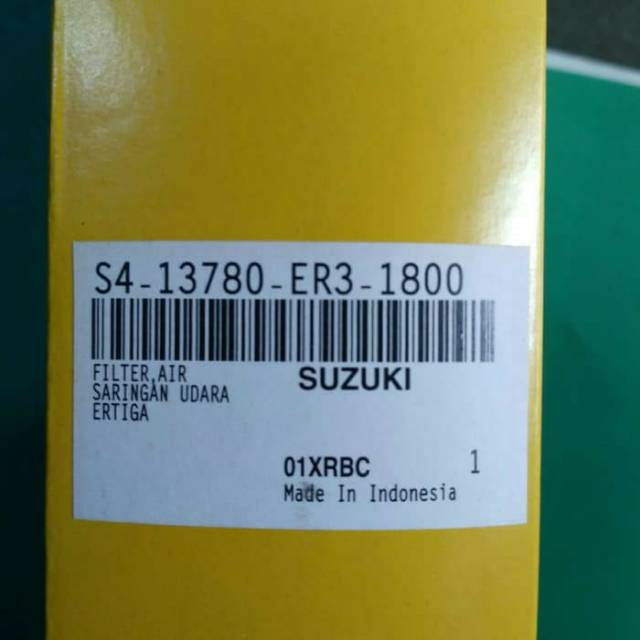 S4-13780-ER3-1800
FILTER,AIR
SARINGAN UDARA
ERTIGA
SUZUKI
01XRBC
1
Made In Indonesia